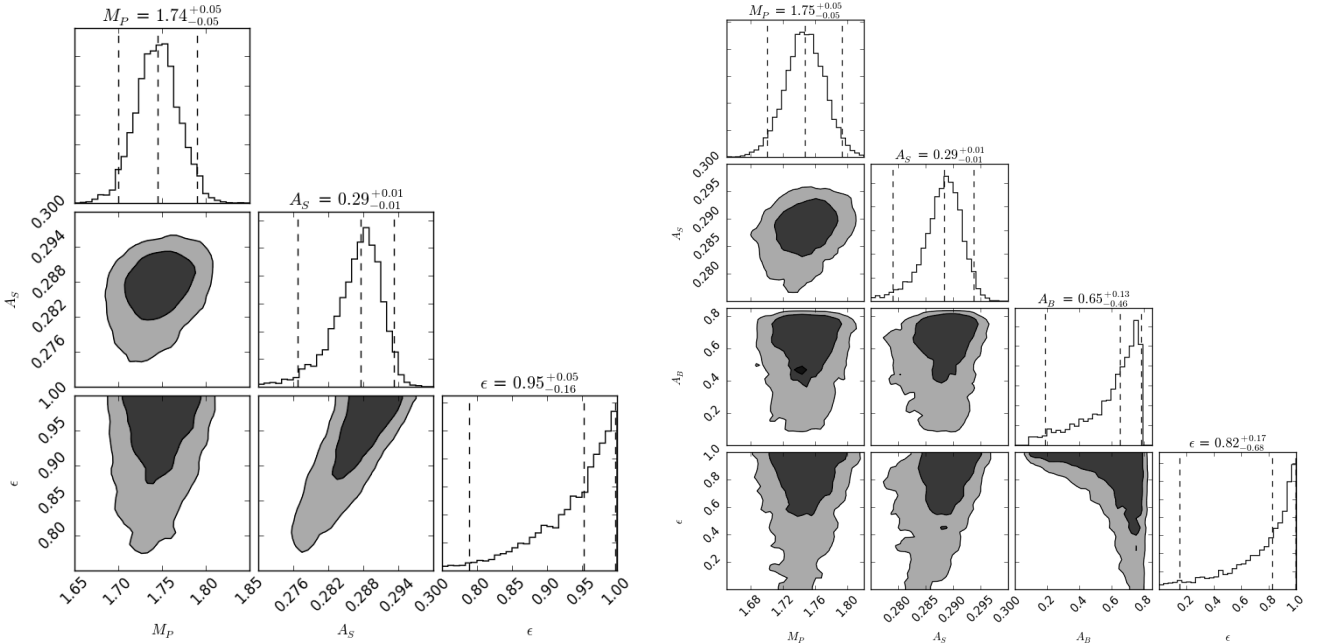 M_P = 1.74^{+0.05}_{-0.05}
0.300
A_S = 0.29^{+0.01}_{-0.01}
A_S
0.294
0.288
0.282
0.276
1.00
ϵ = 0.95^{+0.05}_{-0.16}
ϵ
0.95
0.90
0.85
0.80
1.65 1.70 1.75 1.80 1.85
0.276 0.282 0.288 0.294 0.300
0.80 0.85 0.90 0.95 1.00
M_P A_S ϵ
M_P = 1.75^{+0.05}_{-0.05}
0.300
A_S = 0.29^{+0.01}_{-0.01}
A_S
0.295
0.290
0.285
0.280
A_B = 0.65^{+0.13}_{-0.46}
A_B
0.8
0.6
0.4
0.2
ϵ = 0.82^{+0.17}_{-0.68}
ϵ
1.0
0.8
0.6
0.4
0.2
1.68 1.72 1.76 1.80
0.280 0.285 0.290 0.295 0.300
0.2 0.4 0.6 0.8
0.2 0.4 0.6 0.8 1.0
M_P A_S A_B ϵ